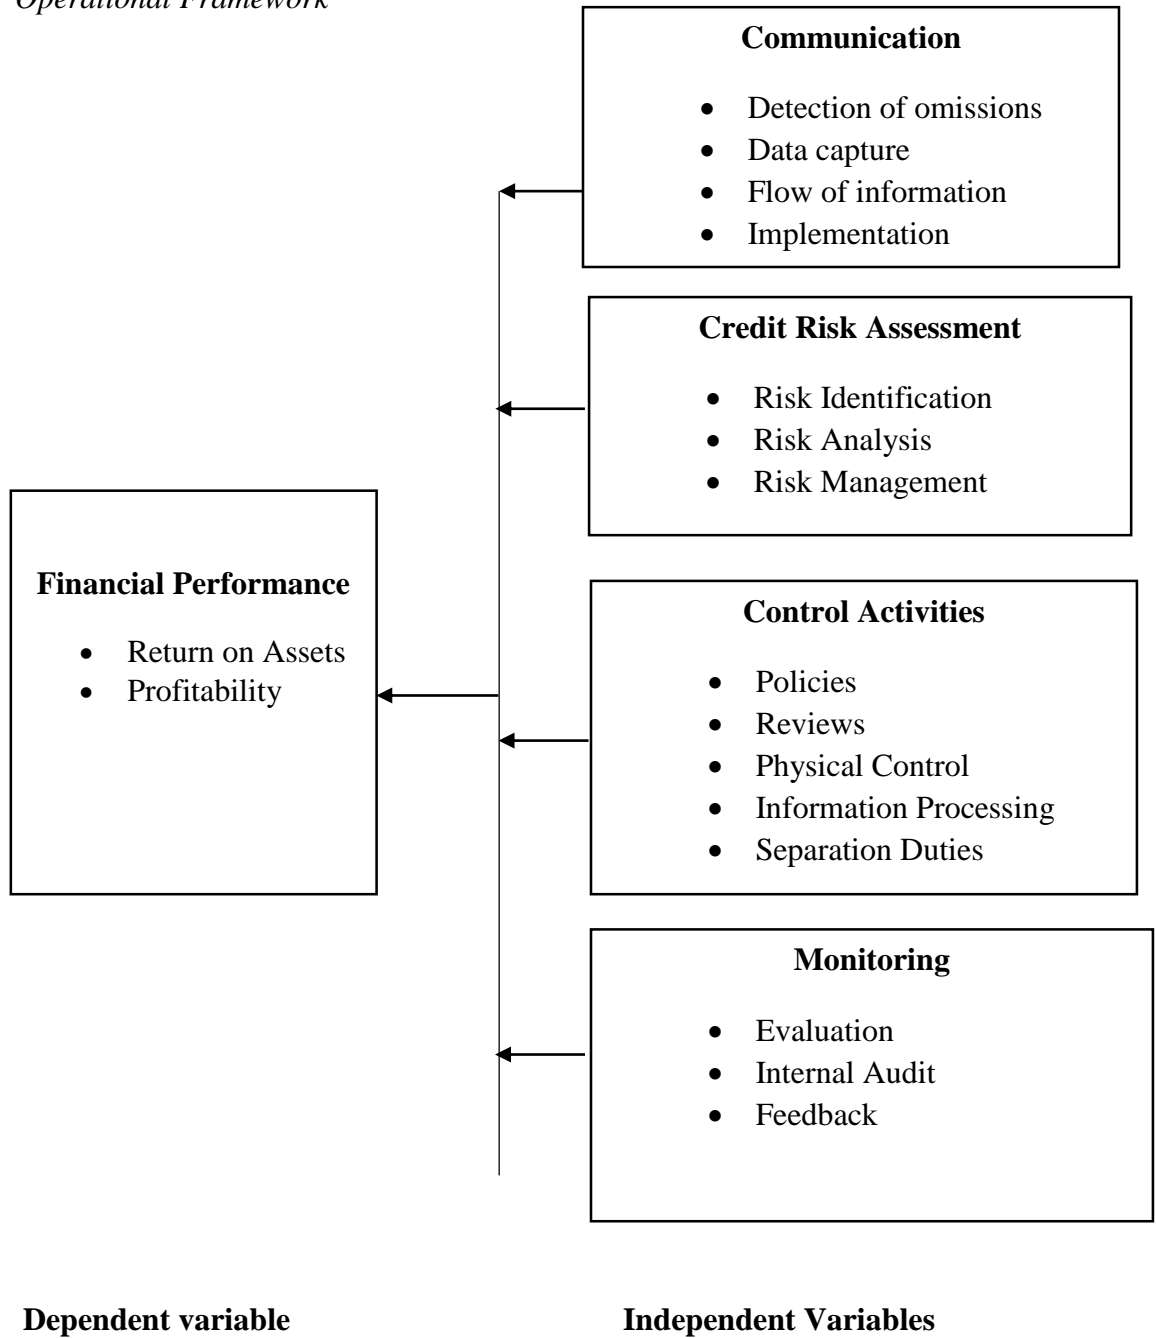 Operational Framework
Communication
• Detection of omissions
• Data capture
• Flow of information
• Implementation
Credit Risk Assessment
• Risk Identification
• Risk Analysis
• Risk Management
Financial Performance
• Return on Assets
• Profitability
Control Activities
• Policies
• Reviews
• Physical Control
• Information Processing
• Separation Duties
Monitoring
• Evaluation
• Internal Audit
• Feedback
Dependent variable
Independent Variables